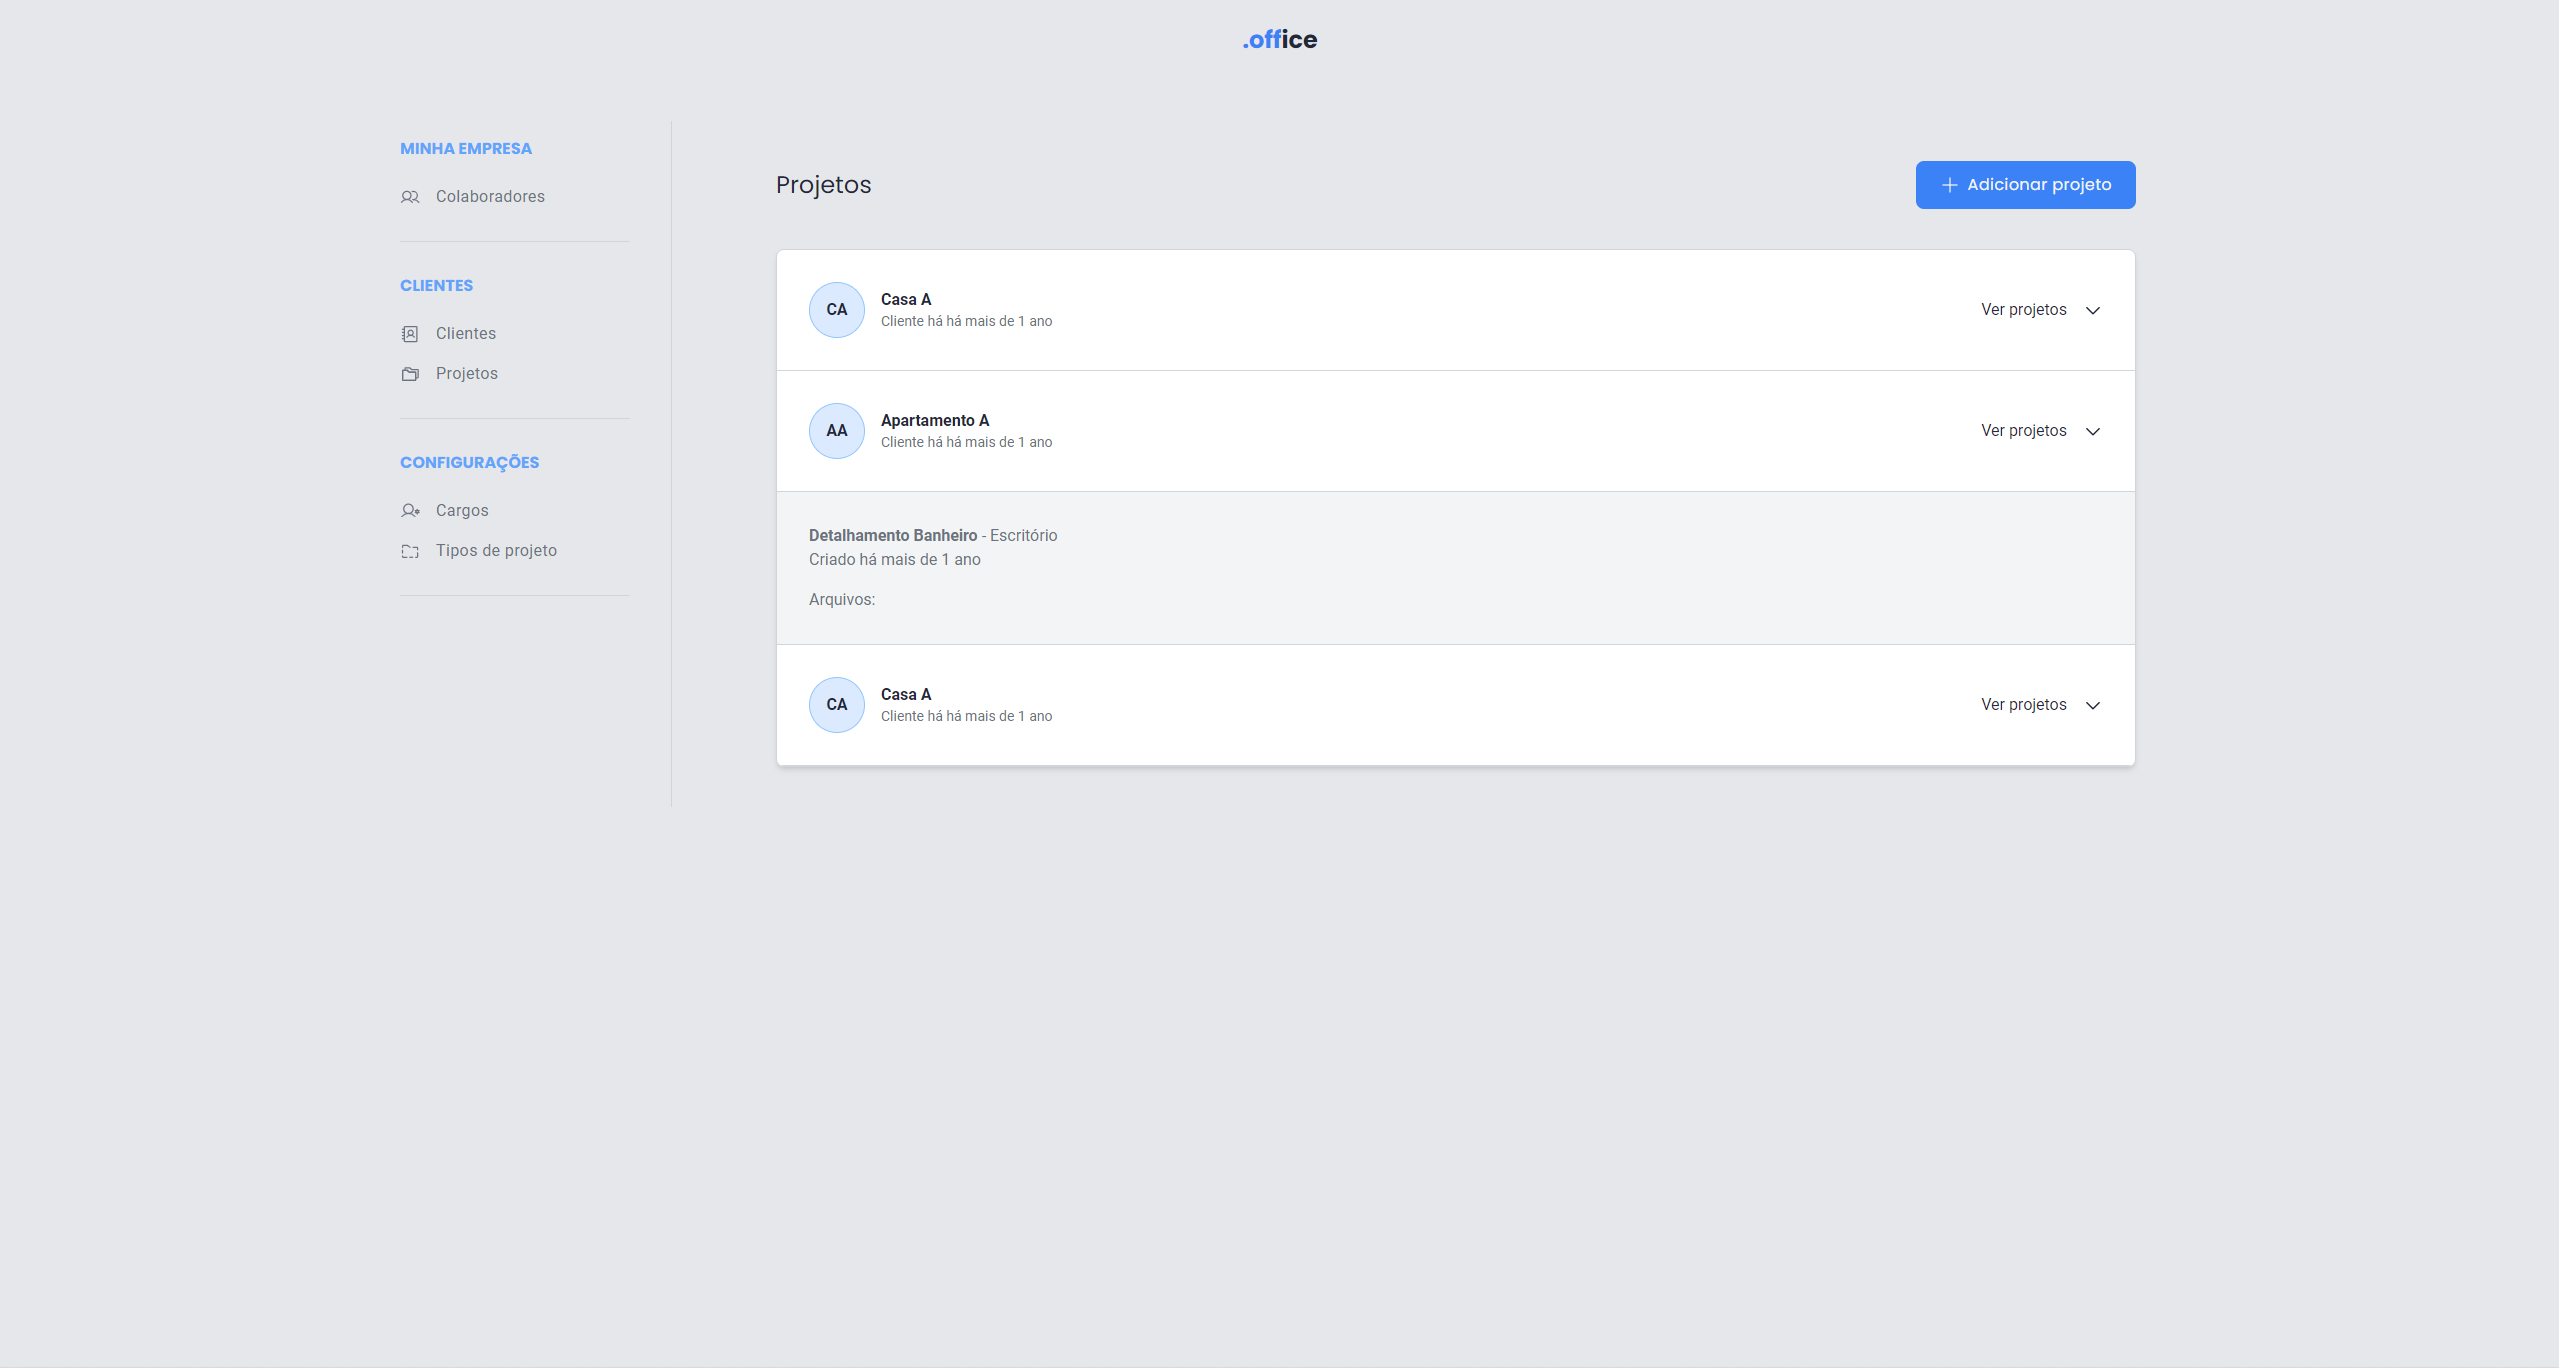 .office
MINHA EMPRESA
Colaboradores
CLIENTES
Clientes
Projetos
CONFIGURAÇÕES
Cargos
Tipos de projeto
Projetos
Adicionar projeto
CA
Casa A
Cliente há há mais de 1 ano
Ver projetos
AA
Apartamento A
Cliente há há mais de 1 ano
Ver projetos
Detalhamento Banheiro - Escritório
Criado há mais de 1 ano
Arquivos:
CA
Casa A
Cliente há há mais de 1 ano
Ver projetos